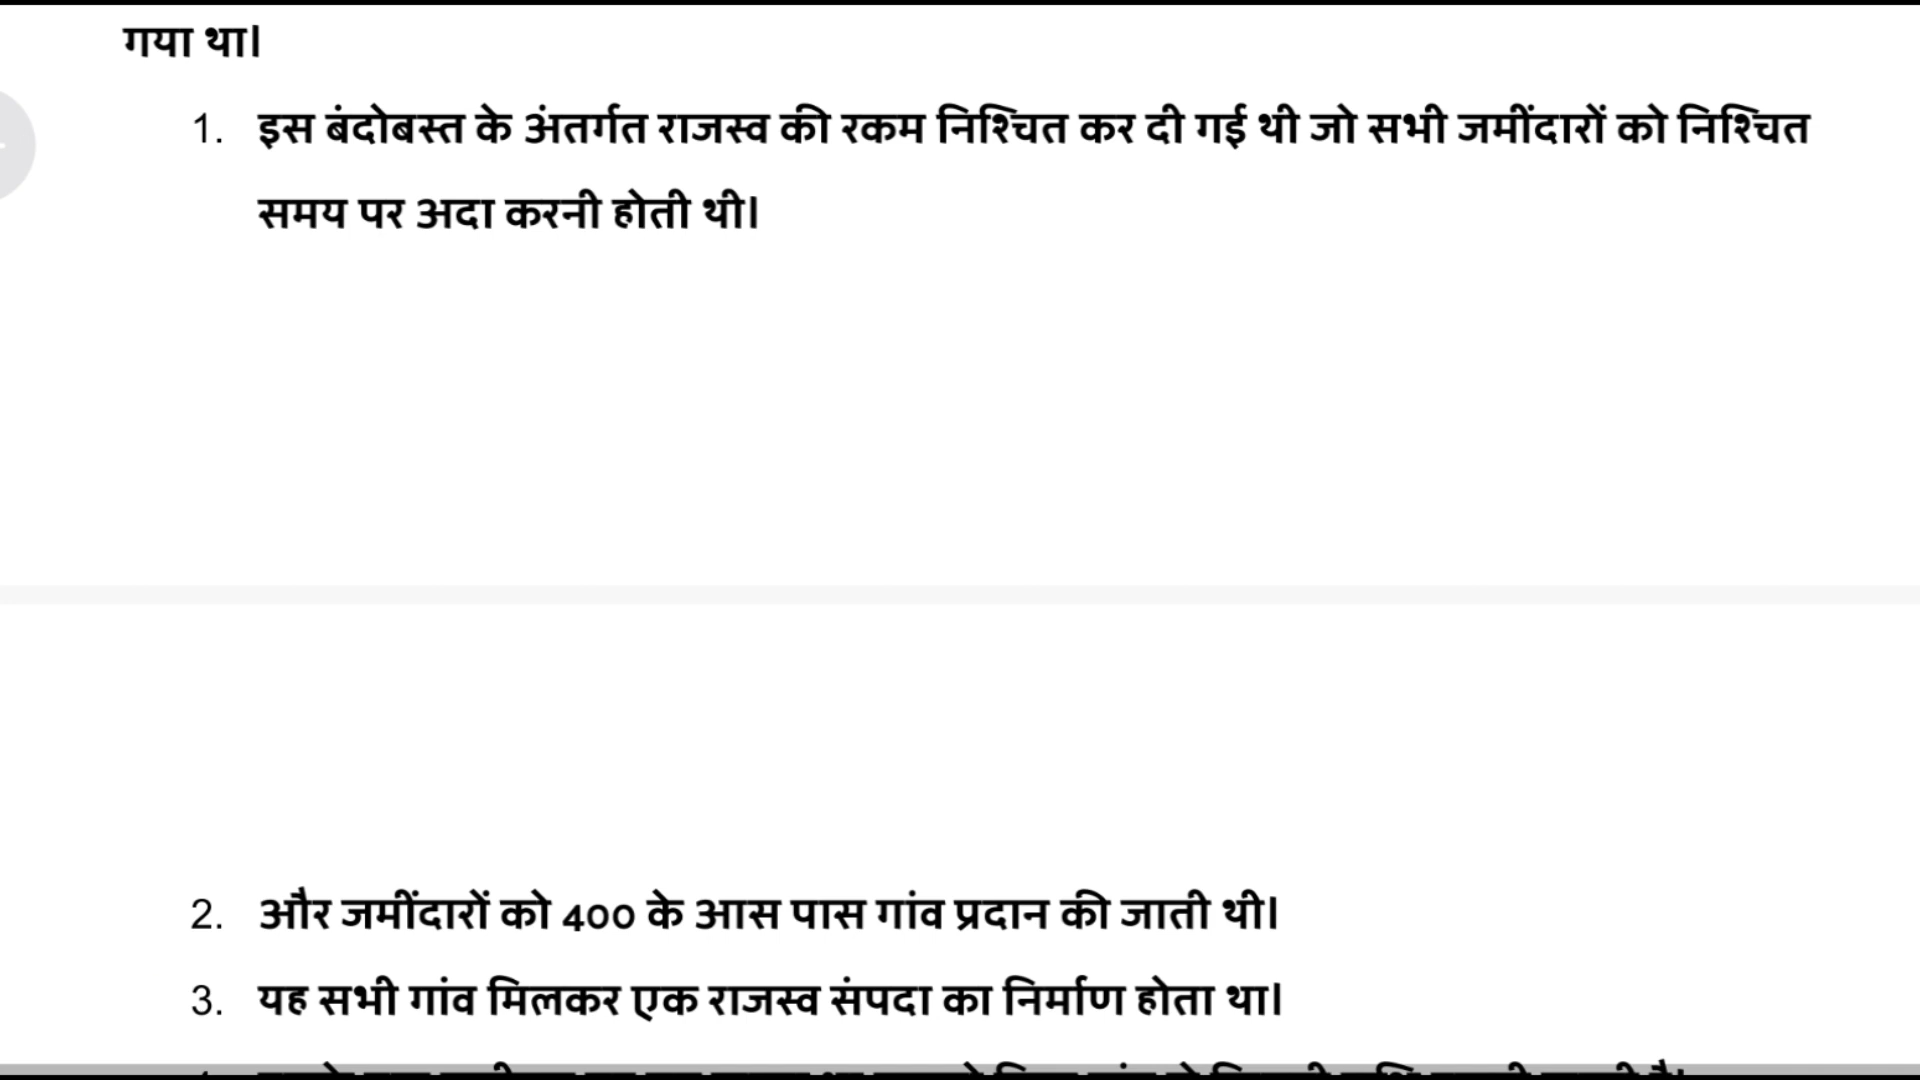 गया था।
1. इस बंदोबस्त के अंतर्गत राजस्व की रकम निश्चित कर दी गई थी जो सभी जमींदारों को निश्चित
समय पर अदा करनी होती थी।
2. और जमींदारों को 400 के आस पास गांव प्रदान की जाती थी।
3. यह सभी गांव मिलकर एक राजस्व संपदा का निर्माण होता था।